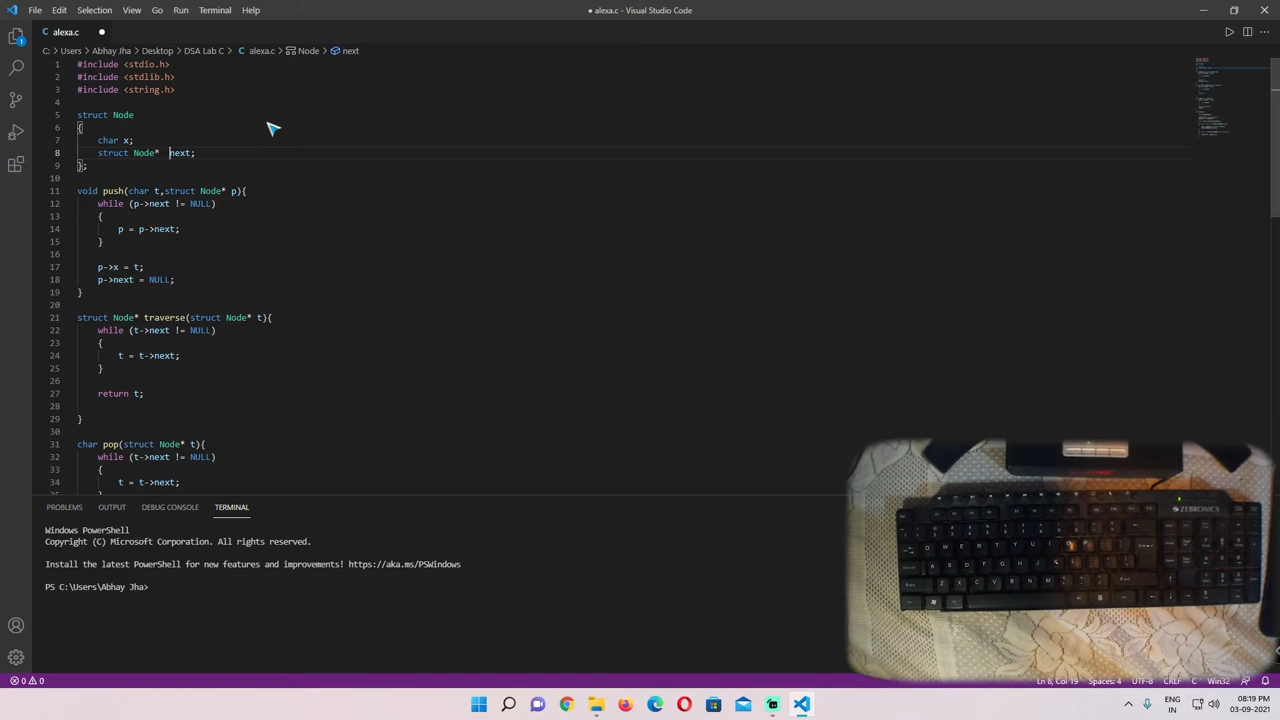 File Edit Selection View Go Run Terminal Help
● alexa.c - Visual Studio Code
C alexa.c ●
C: > Users > Abhay Jha > Desktop > DSA Lab C > C alexa.c > Node > next
1 #include <stdio.h>
2 #include <stdlib.h>
3 #include <string.h>
4
5 struct Node
6 {
7 char x;
8 struct Node*  next;
9 };
10
11 void push(char t,struct Node* p){
12 while (p->next != NULL)
13 {
14 p = p->next;
15 }
16
17 p->x = t;
18 p->next = NULL;
19 }
20
21 struct Node* traverse(struct Node* t){
22 while (t->next != NULL)
23 {
24 t = t->next;
25 }
26
27 return t;
28
29 }
30
31 char pop(struct Node* t){
32 while (t->next != NULL)
33 {
34 t = t->next;
PROBLEMS OUTPUT DEBUG CONSOLE TERMINAL
Windows PowerShell
Copyright (C) Microsoft Corporation. All rights reserved.
Install the latest PowerShell for new features and improvements! https://aka.ms/PSWindows
PS C:\Users\Abhay Jha>
ZEBRONICS
0 0
Ln 8, Col 19 Spaces: 4 UTF-8 CRLF C Win32
ENG
IN
08:19 PM
03-09-2021